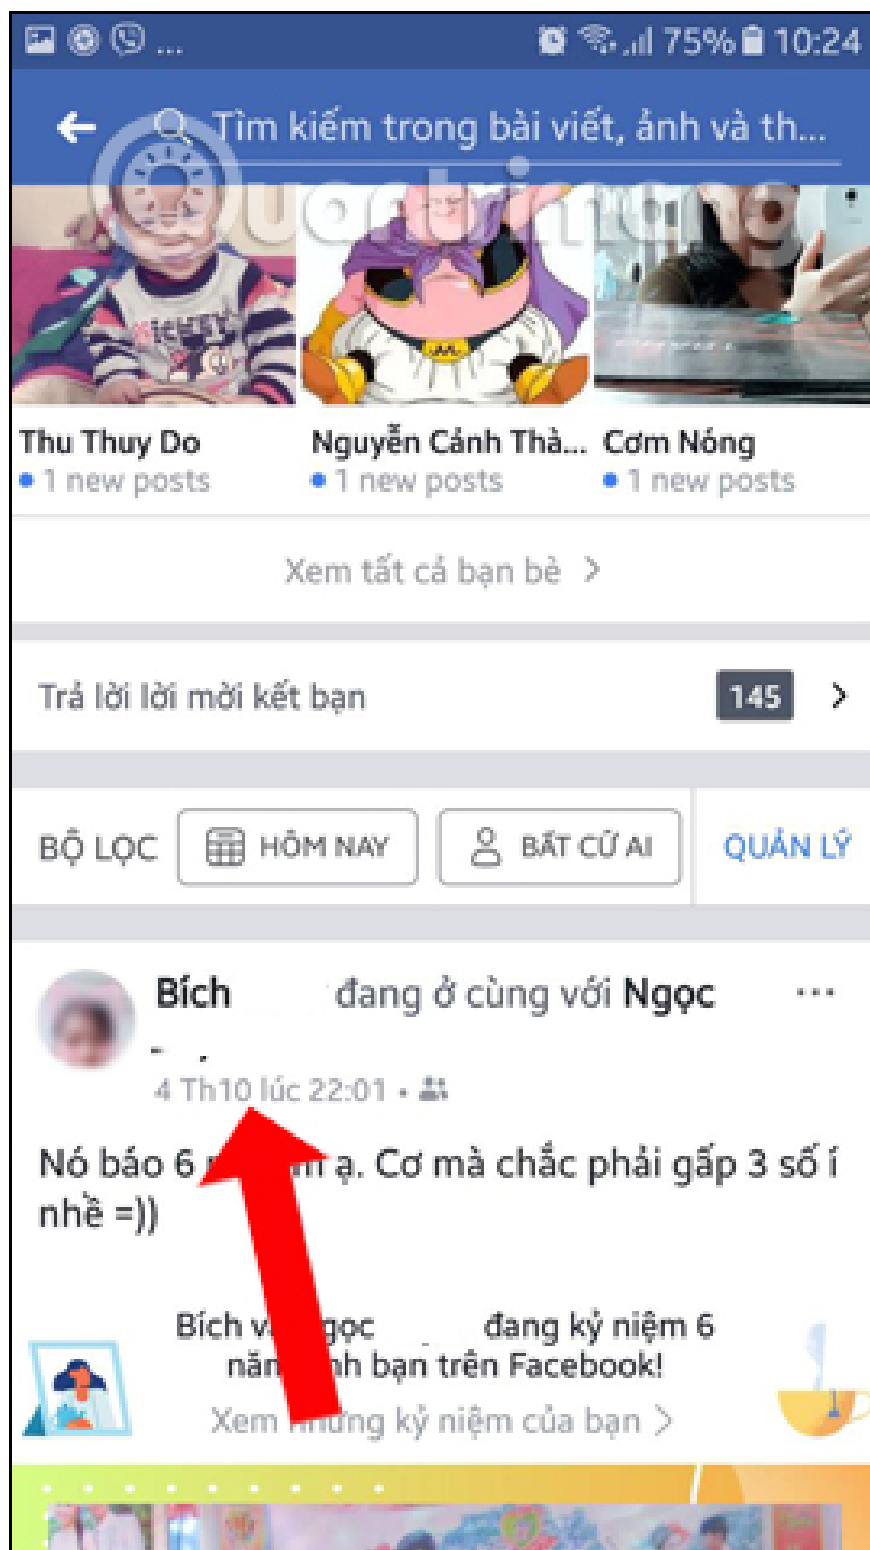 ... 75% 10:24
Tìm kiếm trong bài viết, ảnh và th...
Quantrimang
MICKEY
Thu Thuy Do Nguyễn Cảnh Thà... Cơm Nóng
1 new posts 1 new posts 1 new posts
Xem tất cả bạn bè >
Trả lời lời mời kết bạn 145 >
BỘ LỌC HÔM NAY BẤT CỨ AI QUẢN LÝ
Bích đang ở cùng với Ngọc ...
4 Th10 lúc 22:01 •
Nó báo 6 ạ. Cơ mà chắc phải gấp 3 số í
nhề =))
Bích đang kỷ niệm 6
bạn trên Facebook!
Xem kỷ niệm của bạn >